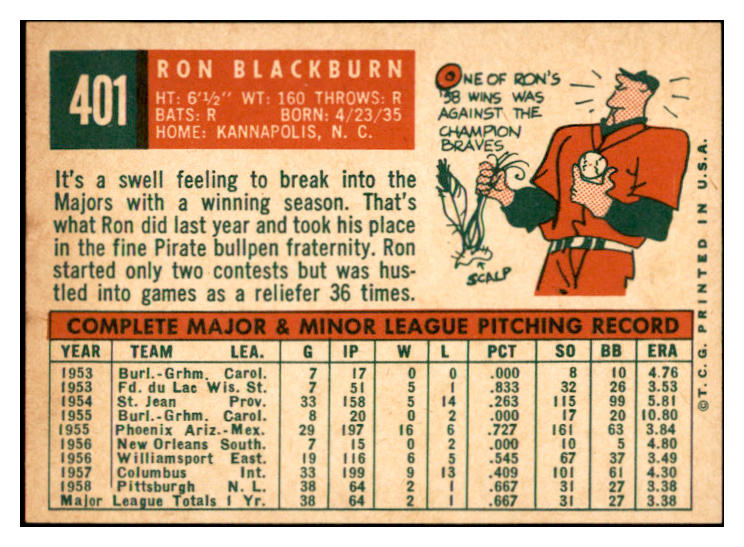 401
RON BLACKBURN
HT: 6'½" WT: 160 THROWS: R
BATS: R BORN: 4/23/35
HOME: KANNAPOLIS, N. C.
ONE OF RON'S
'58 WINS WAS
AGAINST THE
CHAMPION
BRAVES
SCALP
It's a swell feeling to break into the
Majors with a winning season. That's
what Ron did last year and took his place
in the fine Pirate bullpen fraternity. Ron
started only two contests but was hus-
tled into games as a reliefer 36 times.
COMPLETE MAJOR & MINOR LEAGUE PITCHING RECORD
YEAR TEAM LEA. G IP W L PCT SO BB ERA
1953 Burl.-Grhm. Carol. 7 17 0 0 .000 8 10 4.76
1953 Fd. du Lac Wis. St. 7 51 5 1 .833 32 26 3.53
1954 St. Jean Prov. 33 158 5 14 .263 115 99 5.81
1955 Burl.-Grhm. Carol. 8 20 0 2 .000 17 20 10.80
1955 Phoenix Ariz.-Mex. 29 197 16 6 .727 161 63 3.84
1956 New Orleans South. 7 15 0 2 .000 10 5 4.80
1956 Williamsport East. 19 116 6 5 .545 67 37 3.49
1957 Columbus Int. 33 199 9 13 .409 101 61 4.30
1958 Pittsburgh N. L. 38 64 2 1 .667 31 27 3.38
Major League Totals 1 Yr. 38 64 2 1 .667 31 27 3.38
© T. C. G. PRINTED IN U.S.A.